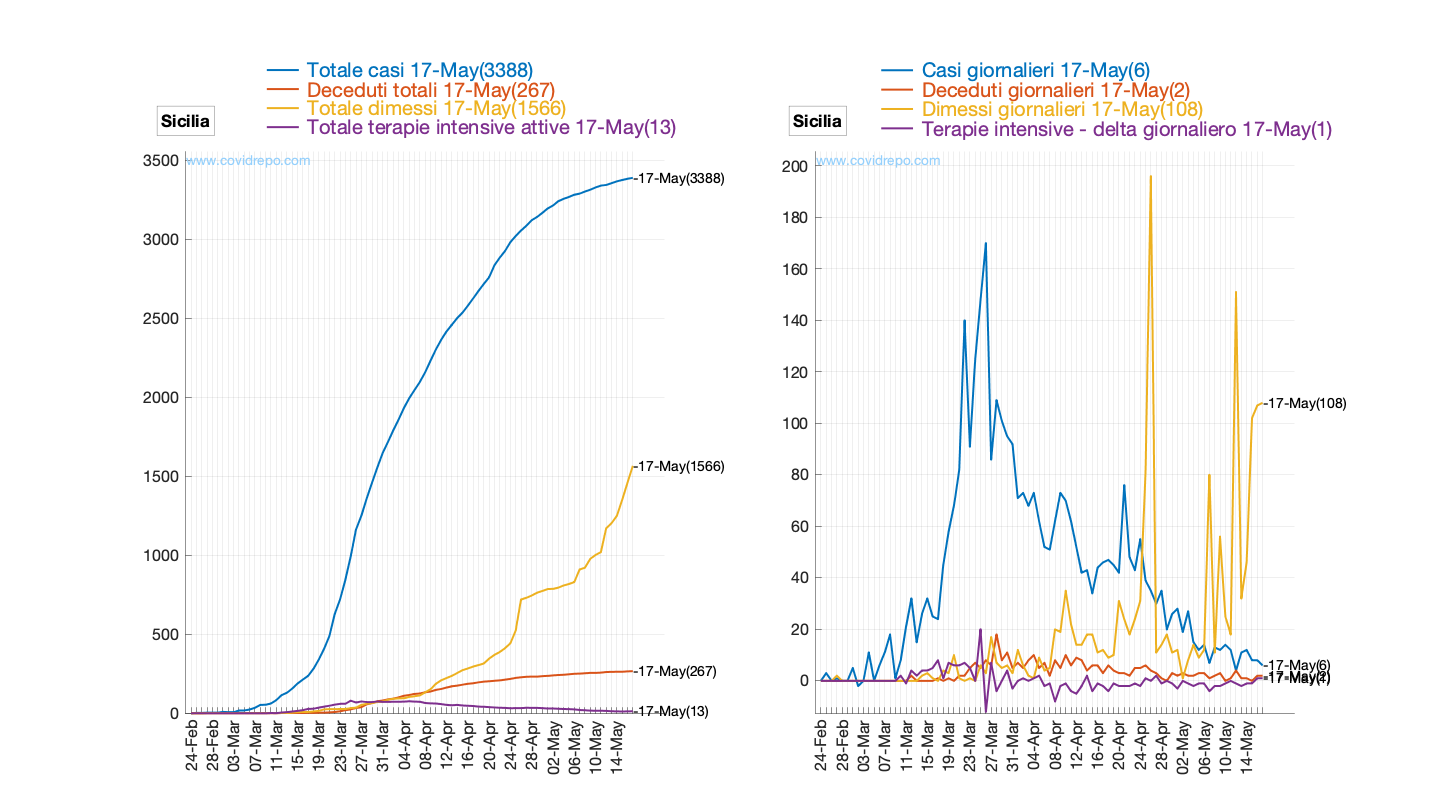 Totale casi 17-May(3388)
Deceduti totali 17-May(267)
Totale dimessi 17-May(1566)
Totale terapie intensive attive 17-May(13)
Sicilia
www.covidrepo.com
3500
3000
2500
2000
1500
1000
500
0
-17-May(3388)
-17-May(1566)
-17-May(267)
-17-May(13)
24-Feb
28-Feb
03-Mar
07-Mar
11-Mar
15-Mar
19-Mar
23-Mar
27-Mar
31-Mar
04-Apr
08-Apr
12-Apr
16-Apr
20-Apr
24-Apr
28-Apr
02-May
06-May
10-May
14-May
Casi giornalieri 17-May(6)
Deceduti giornalieri 17-May(2)
Dimessi giornalieri 17-May(108)
Terapie intensive - delta giornaliero 17-May(1)
Sicilia
www.covidrepo.com
200
180
160
140
120
100
80
60
40
20
0
-17-May(108)
-17-May(6)
-17-May(2)
-17-May(1)
24-Feb
28-Feb
03-Mar
07-Mar
11-Mar
15-Mar
19-Mar
23-Mar
27-Mar
31-Mar
04-Apr
08-Apr
12-Apr
16-Apr
20-Apr
24-Apr
28-Apr
02-May
06-May
10-May
14-May